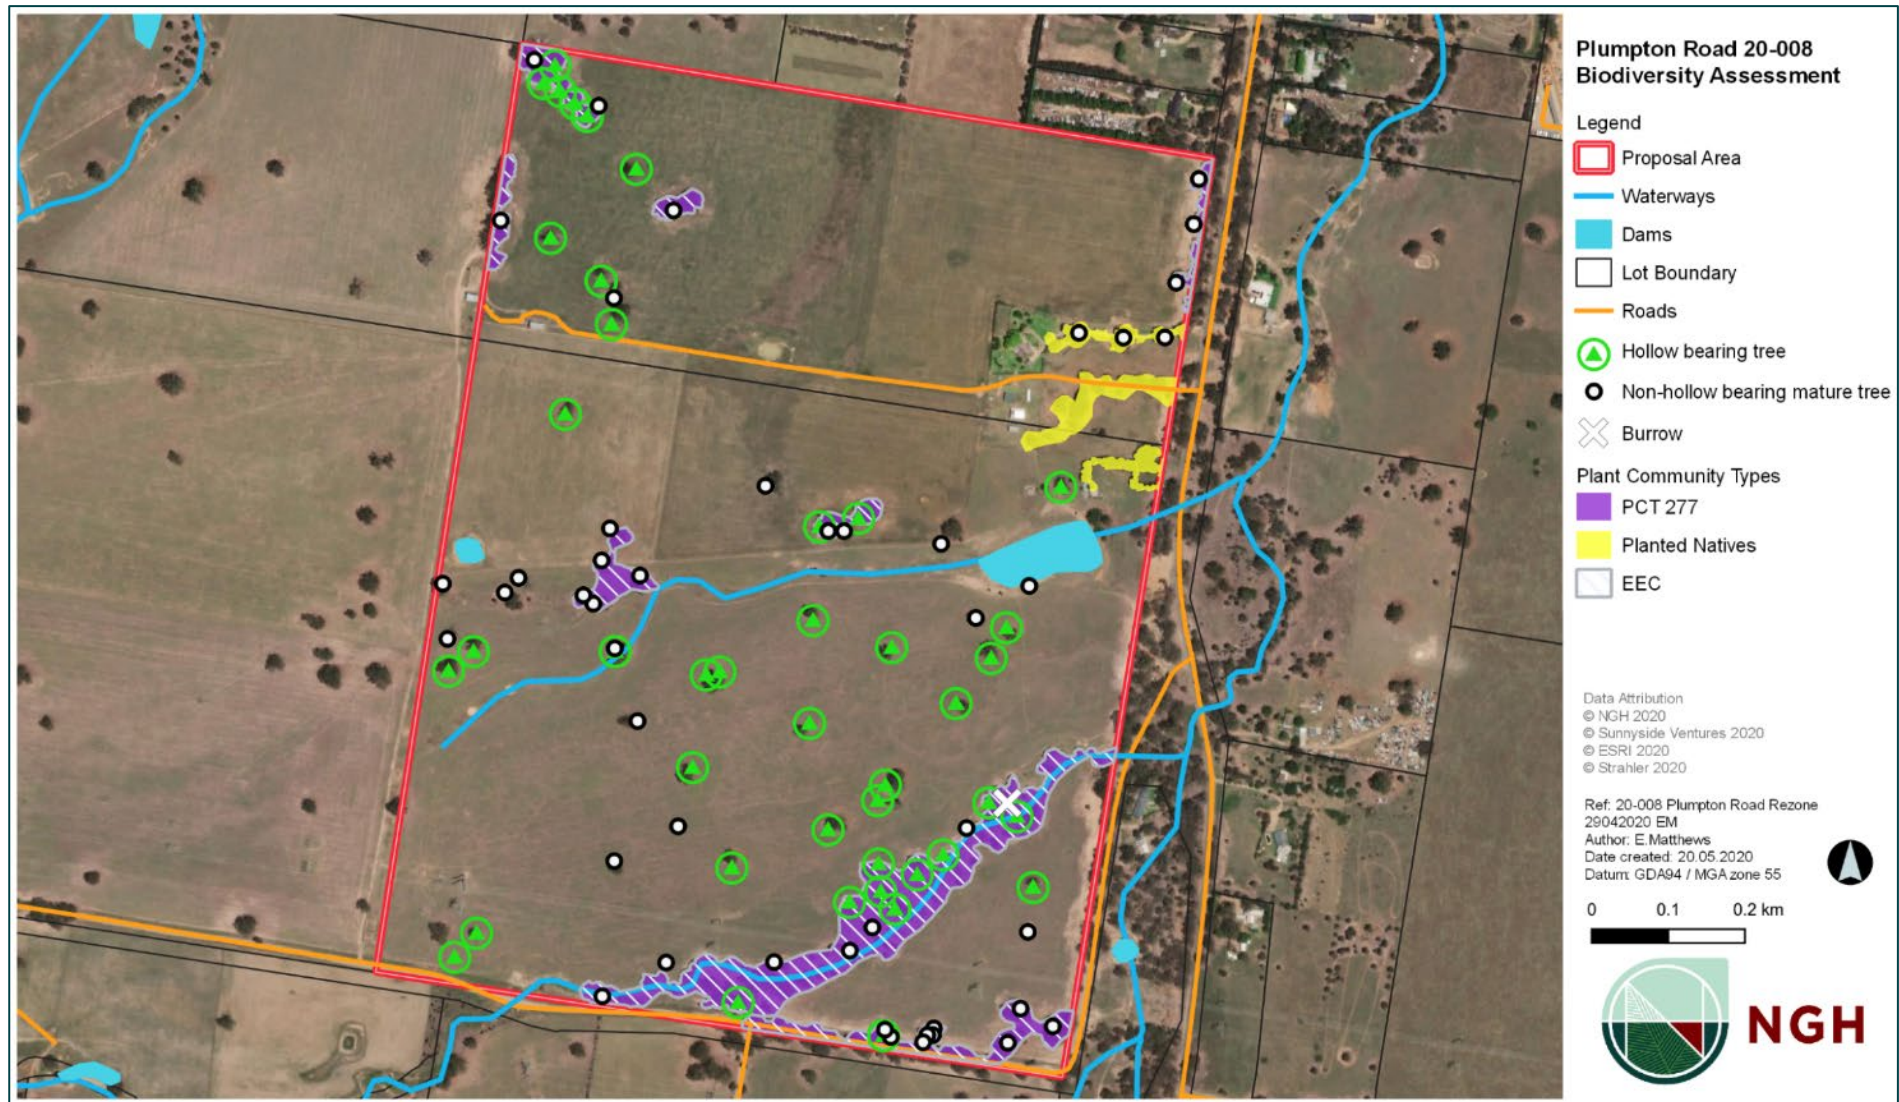 Plumpton Road 20-008
Biodiversity Assessment
Legend
Proposal Area
Waterways
Dams
Lot Boundary
Roads
Hollow bearing tree
Non-hollow bearing mature tree
Burrow
Plant Community Types
PCT 277
Planted Natives
EEC
Data Attribution
© NGH 2020
© Sunnyside Ventures 2020
© ESRI 2020
© Strahler 2020
Ref: 20-008 Plumpton Road Rezone
29042020 EM
Author: E.Matthews
Date created: 20.05.2020
Datum: GDA94 / MGA zone 55
0 0.1 0.2 km
NGH